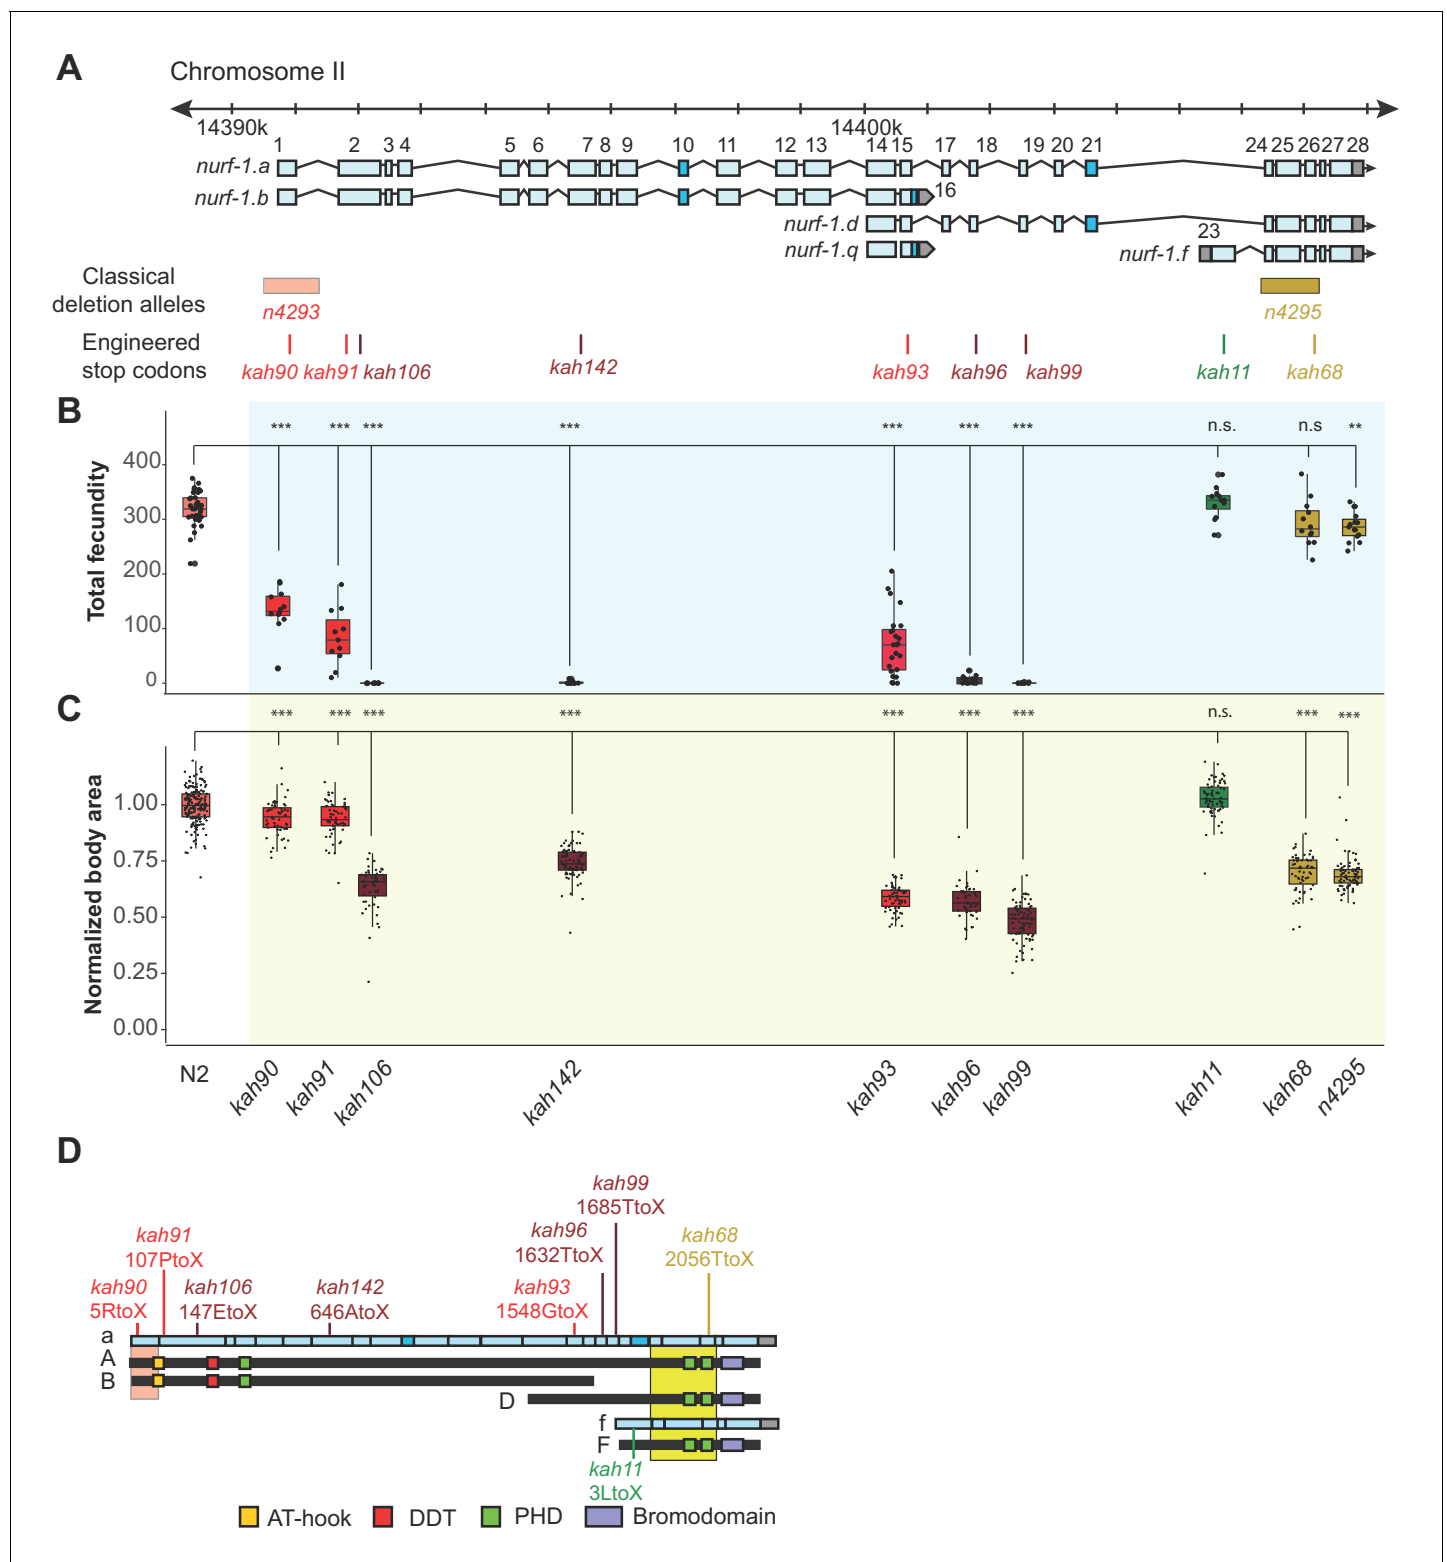 A
Chromosome II
14390k
14400k
1 2 3 4 5 6 7 8 9 10 11 12 13 14 15 17 18 19 20 21 24 25 26 27 28
nurf-1.a
nurf-1.b
16
nurf-1.d
23
nurf-1.q
nurf-1.f
Classical
deletion alleles
n4293
n4295
Engineered
stop codons
kah90 kah91 kah106 kah142 kah93 kah96 kah99 kah11 kah68
B
*** *** *** *** *** *** *** n.s. n.s **
Total fecundity
400
300
200
100
0
C
*** *** *** *** *** *** *** n.s. *** ***
Normalized body area
1.00
0.75
0.50
0.25
0.00
N2 kah90 kah91 kah106 kah142 kah93 kah96 kah99 kah11 kah68 n4295
D
kah99
1685TtoX
kah91
107PtoX
kah96
1632TtoX
kah68
2056TtoX
kah90
5RtoX
kah106
147EtoX
kah142
646AtoX
kah93
1548GtoX
a
A
B
D
f
F
kah11
3LtoX
AT-hook DDT PHD Bromodomain